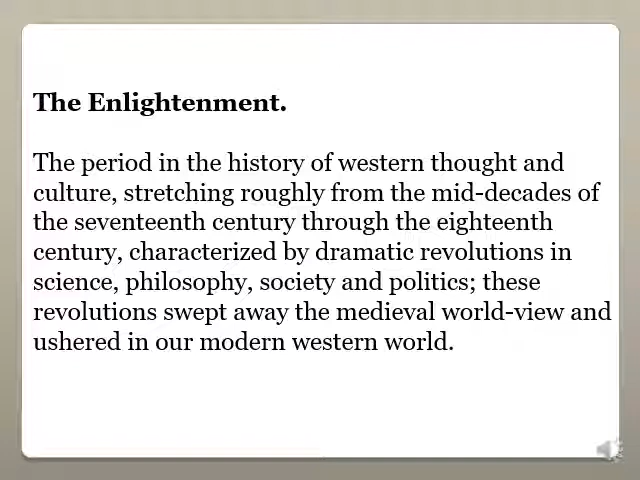 The Enlightenment.
The period in the history of western thought and
culture, stretching roughly from the mid-decades of
the seventeenth century through the eighteenth
century, characterized by dramatic revolutions in
science, philosophy, society and politics; these
revolutions swept away the medieval world-view and
ushered in our modern western world.